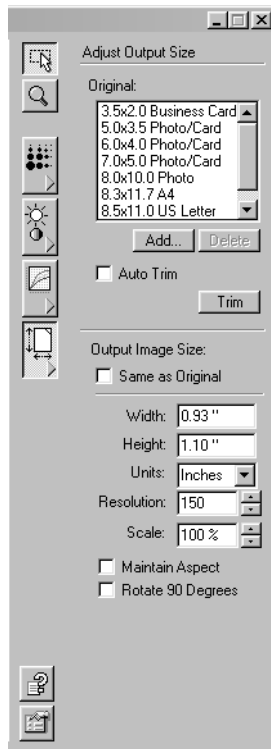 Adjust Output Size
Original:
3.5x2.0 Business Card
5.0x3.5 Photo/Card
6.0x4.0 Photo/Card
7.0x5.0 Photo/Card
8.0x10.0 Photo
8.3x11.7 A4
8.5x11.0 US Letter
Add... Delete
Auto Trim
Trim
Output Image Size:
Same as Original
Width: 0.93 "
Height: 1.10 "
Units: Inches
Resolution: 150
Scale: 100 %
Maintain Aspect
Rotate 90 Degrees